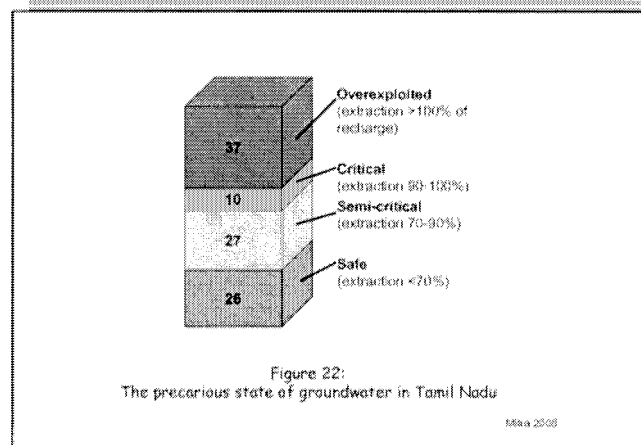 Overexploited
(extraction >100% of
recharge)
37
Critical
(extraction 90-100%)
10
Semi-critical
(extraction 70-90%)
27
Safe
(extraction <70%)
26
Figure 22:
The precarious state of groundwater in Tamil Nadu
2005